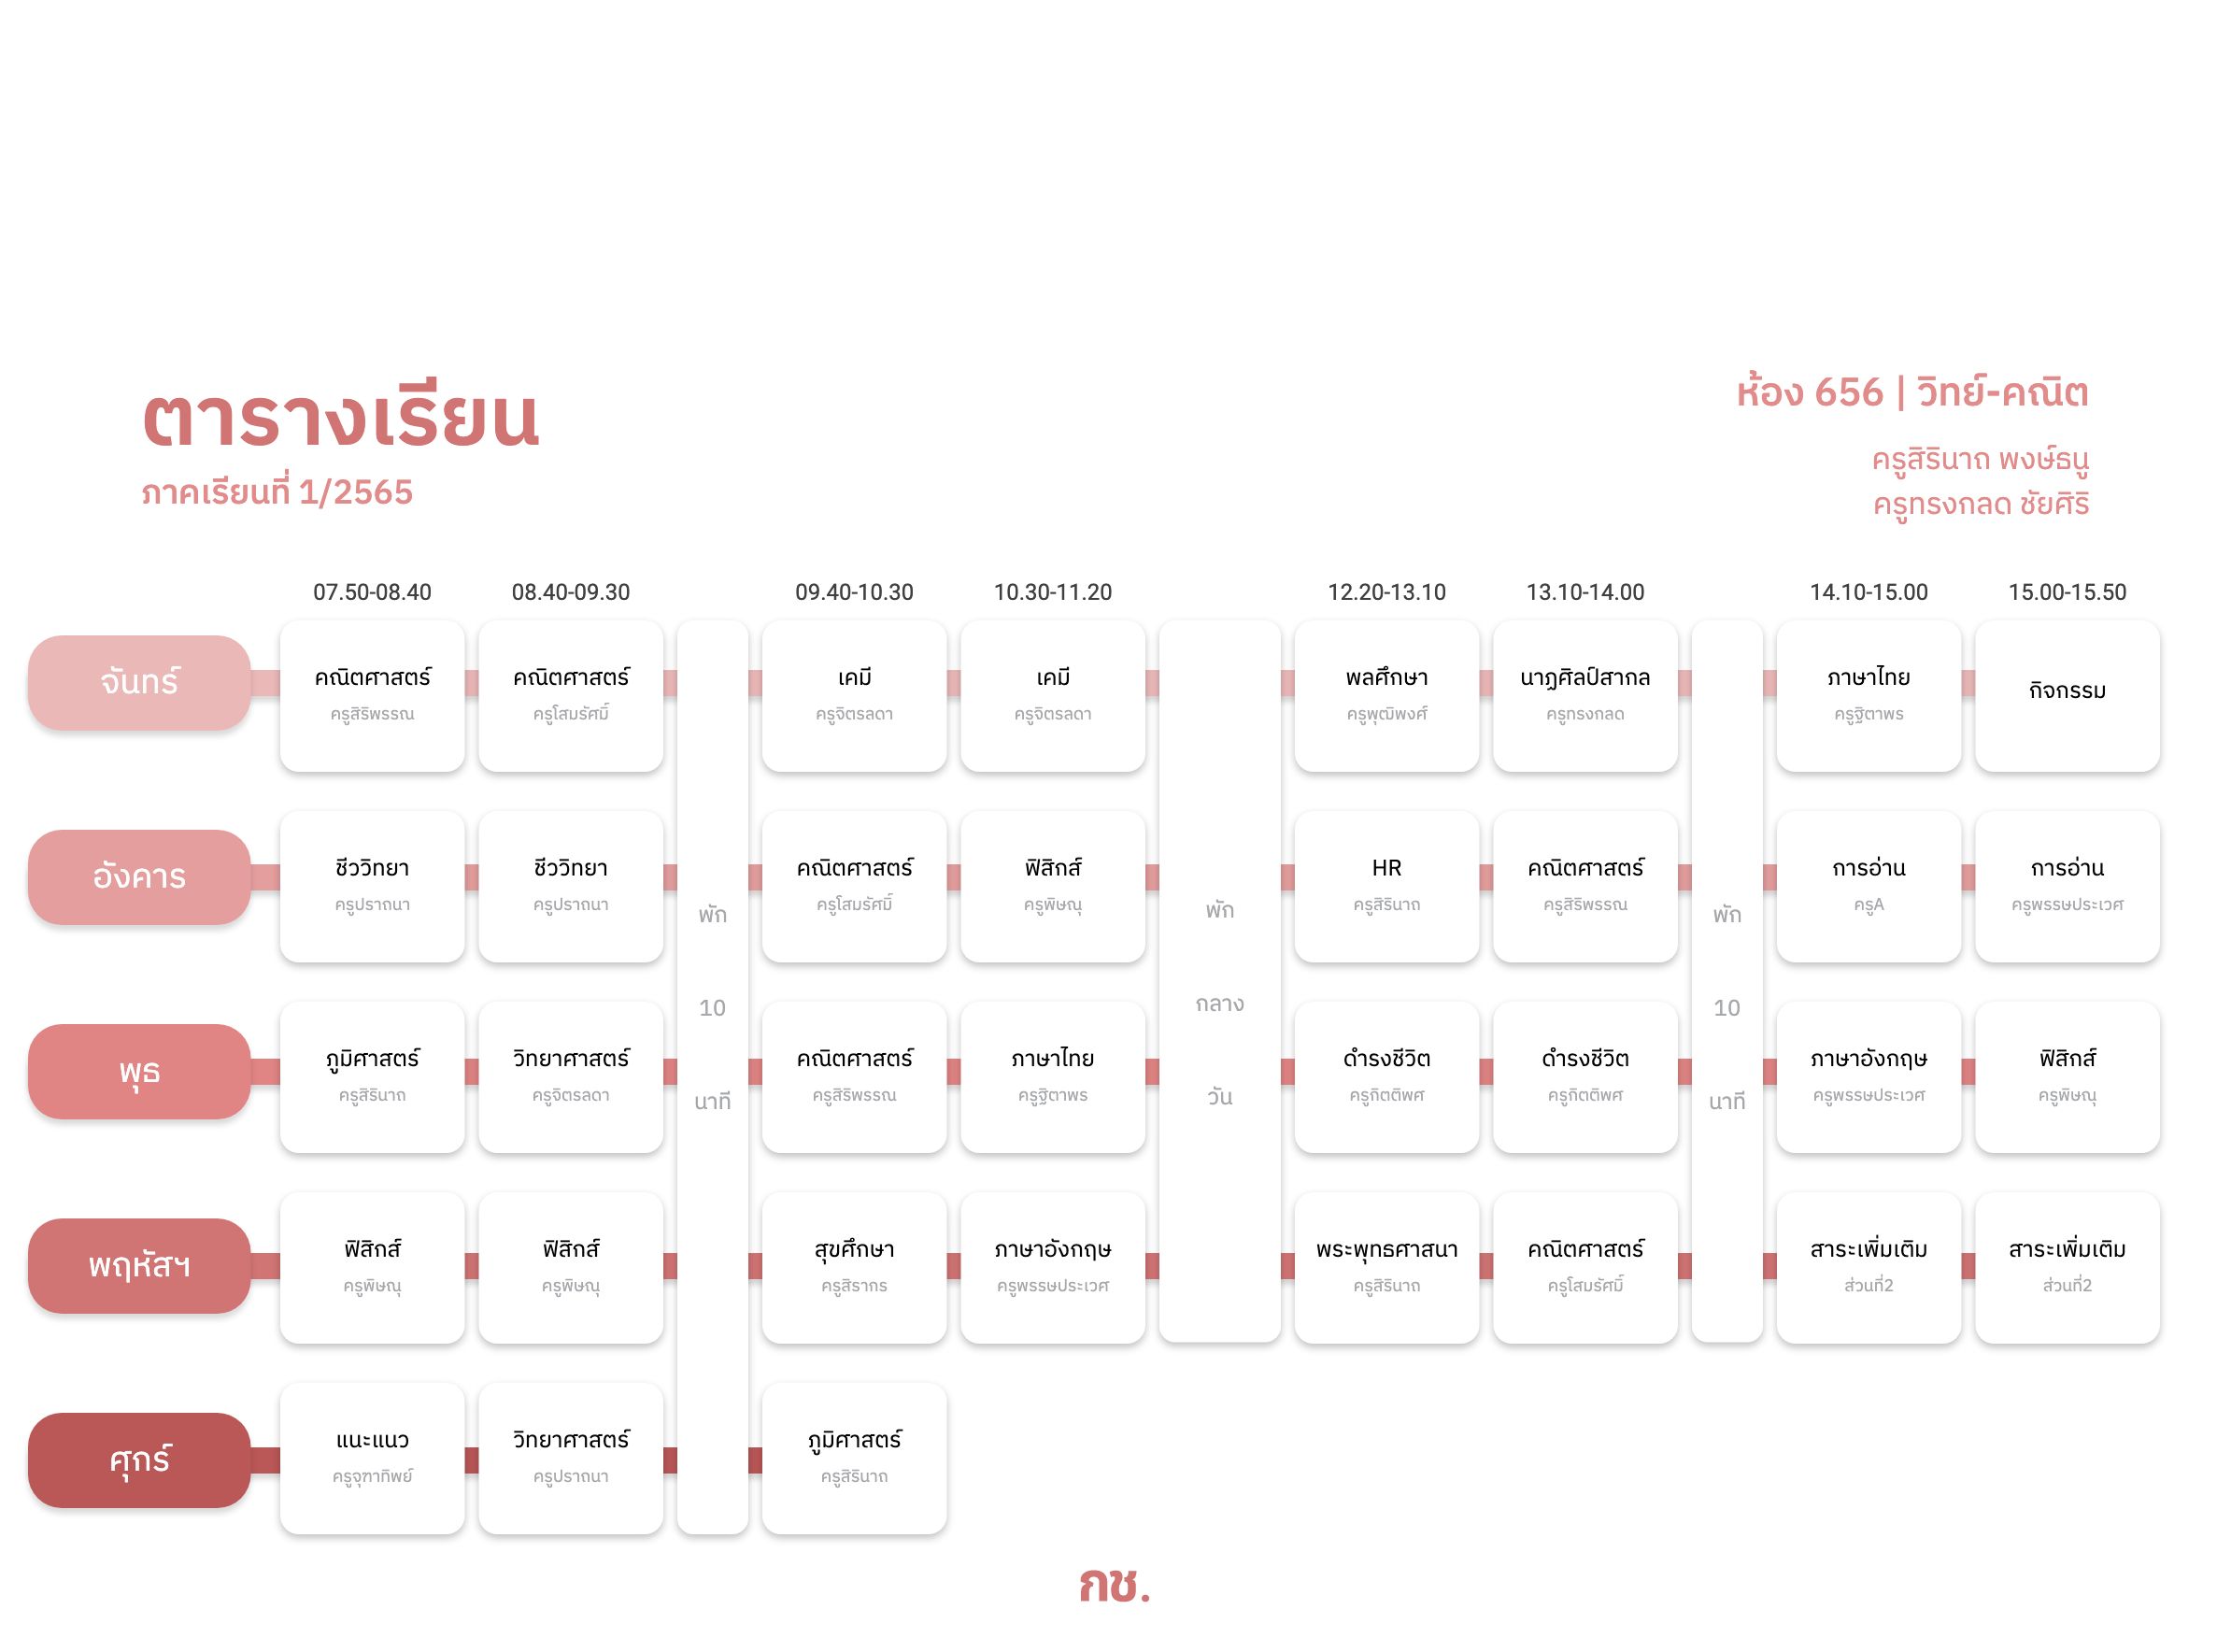 ตารางเรียน
ภาคเรียนที่ 1/2565
ห้อง 656 | วิทย์-คณิต
ครูสิรินาถ พงษ์ธนู
ครูทรงกลด ชัยศิริ
07.50-08.40 08.40-09.30 09.40-10.30 10.30-11.20 12.20-13.10 13.10-14.00 14.10-15.00 15.00-15.50
จันทร์ คณิตศาสตร์ คณิตศาสตร์ เคมี เคมี พลศึกษา นาฏศิลป์สากล ภาษาไทย กิจกรรม
ครูสิริพรรณ ครูโสมรัศมิ์ ครูจิตรลดา ครูจิตรลดา ครูพุฒิพงศ์ ครูทรงกลด ครูฐิตาพร
อังคาร ชีววิทยา ชีววิทยา คณิตศาสตร์ ฟิสิกส์ HR คณิตศาสตร์ การอ่าน การอ่าน
ครูปราถนา ครูปราถนา ครูโสมรัศมิ์ ครูพิษณุ ครูสิรินาถ ครูสิริพรรณ ครูA ครูพรรษประเวศ
พัก พัก พัก
10 กลาง 10
นาที วัน นาที
พุธ ภูมิศาสตร์ วิทยาศาสตร์ คณิตศาสตร์ ภาษาไทย ดำรงชีวิต ดำรงชีวิต ภาษาอังกฤษ ฟิสิกส์
ครูสิรินาถ ครูจิตรลดา ครูสิริพรรณ ครูฐิตาพร ครูกิตติพศ ครูกิตติพศ ครูพรรษประเวศ ครูพิษณุ
พฤหัสฯ ฟิสิกส์ ฟิสิกส์ สุขศึกษา ภาษาอังกฤษ พระพุทธศาสนา คณิตศาสตร์ สาระเพิ่มเติม สาระเพิ่มเติม
ครูพิษณุ ครูพิษณุ ครูสิรากร ครูพรรษประเวศ ครูสิรินาถ ครูโสมรัศมิ์ ส่วนที่2 ส่วนที่2
ศุกร์ แนะแนว วิทยาศาสตร์ ภูมิศาสตร์
ครูจุฑาทิพย์ ครูปราถนา ครูสิรินาถ
กช.